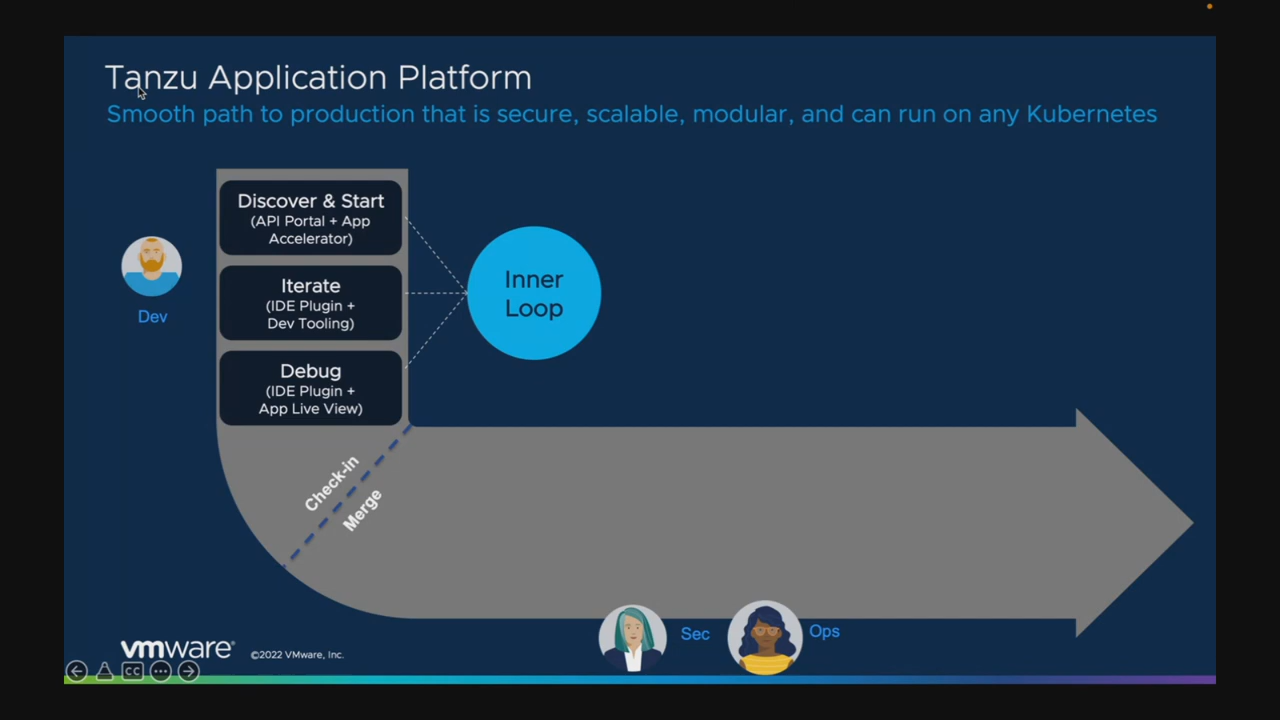 Tanzu Application Platform
Smooth path to production that is secure, scalable, modular, and can run on any Kubernetes
Discover & Start
(API Portal + App
Accelerator)
Iterate
(IDE Plugin +
Dev Tooling)
Debug
(IDE Plugin +
App Live View)
Dev
Inner
Loop
Check-in
Merge
Sec
Ops
vmware®
©2022 VMware, Inc.
CC